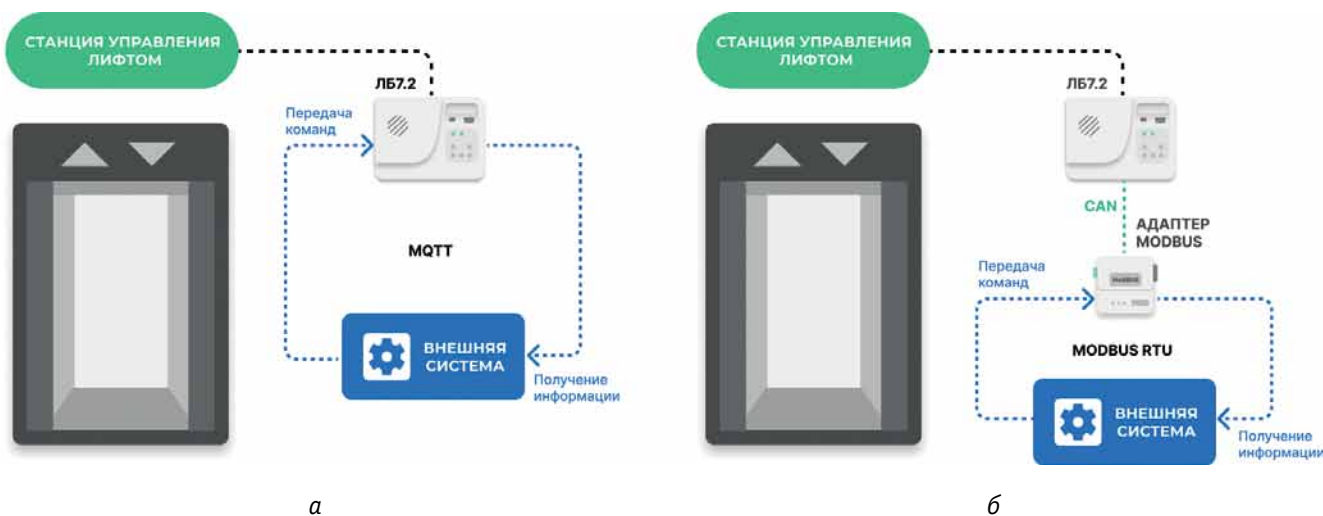 СТАНЦИЯ УПРАВЛЕНИЯ
ЛИФТОМ
ЛБ7.2
Передача
команд
MQTT
ВНЕШНЯЯ
СИСТЕМА
Получение
информации
а
СТАНЦИЯ УПРАВЛЕНИЯ
ЛИФТОМ
ЛБ7.2
CAN
АДАПТЕР
MODBUS
Передача
команд
ModBUS
MODBUS RTU
ВНЕШНЯЯ
СИСТЕМА
Получение
информации
б